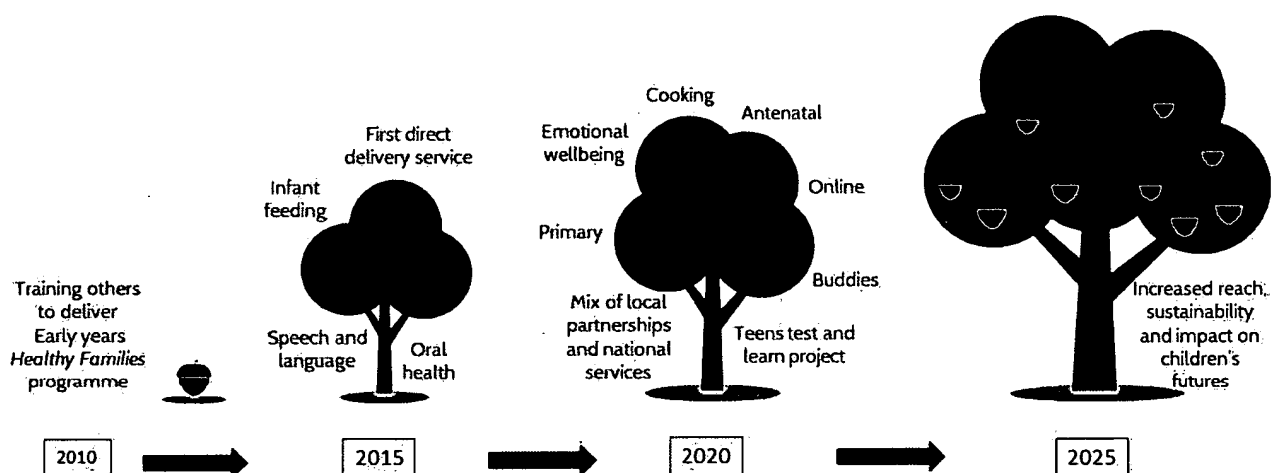 Training others
to deliver
Early years
Healthy Families
programme
2010
First direct
delivery service
Infant
feeding
Speech and
language
Oral
health
2015
Cooking
Antenatal
Emotional
wellbeing
Online
Primary
Buddies
Mix of local
partnerships
and national
services
Teens test and
learn project
2020
Increased reach,
sustainability
and impact on
children's
futures
2025